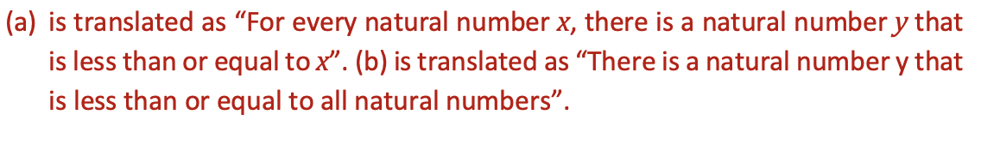 (a) is translated as “For every natural number x, there is a natural number y that
is less than or equal to x”. (b) is translated as “There is a natural number y that
is less than or equal to all natural numbers”.